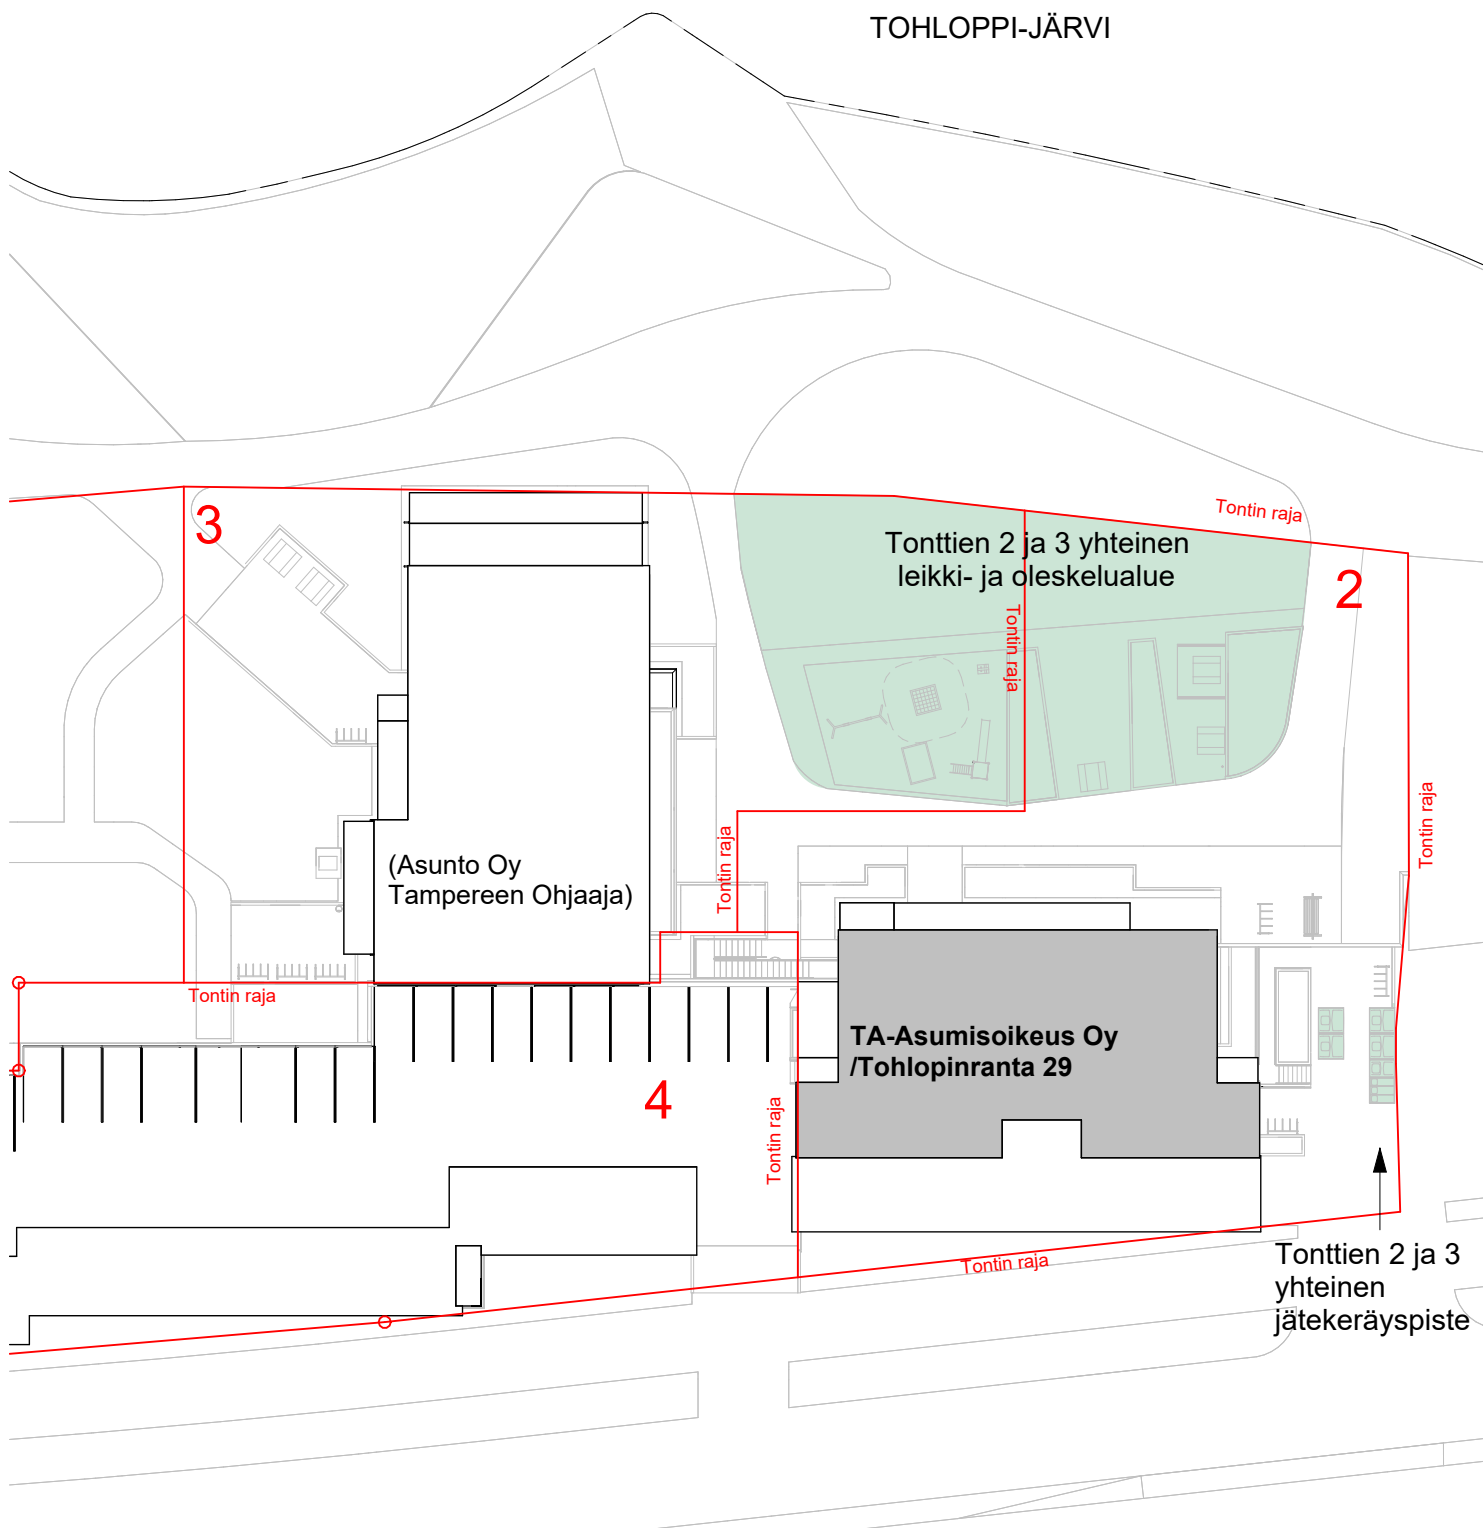 TOHLOPPI-JÄRVI
3
Tontin raja
Tonttien 2 ja 3 yhteinen
leikki- ja oleskelualue
2
Tontin raja
Tontin raja
(Asunto Oy
Tampereen Ohjaaja)
Tontin raja
Tontin raja
TA-Asumisoikeus Oy
/Tohlopinranta 29
4
Tontin raja
Tontin raja
Tonttien 2 ja 3
yhteinen
jätekeräyspiste